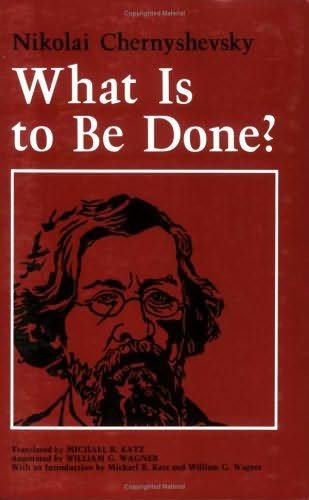 Nikolai Chernyshevsky
What Is
to Be Done?
Translated by MICHAEL R. KATZ
Annotated by WILLIAM G. WAGNER
With an Introduction by Michael R. Katz and William G. Wagner